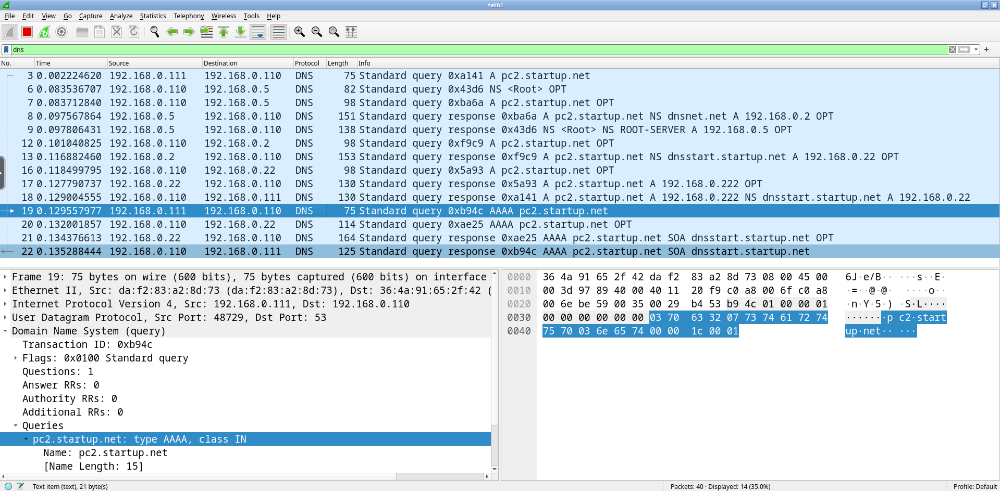 *eth1
File Edit View Go Capture Analyze Statistics Telephony Wireless Tools Help
dns
No. Time Source Destination Protocol Length Info
3 0.002224620 192.168.0.111 192.168.0.110 DNS 75 Standard query 0xa141 A pc2.startup.net
6 0.083536707 192.168.0.110 192.168.0.5 DNS 82 Standard query 0x43d6 NS <Root> OPT
7 0.083712840 192.168.0.110 192.168.0.5 DNS 98 Standard query 0xba6a A pc2.startup.net OPT
8 0.097567864 192.168.0.5 192.168.0.110 DNS 151 Standard query response 0xba6a A pc2.startup.net NS dnsnet.net A 192.168.0.2 OPT
9 0.097806431 192.168.0.5 192.168.0.110 DNS 138 Standard query response 0x43d6 NS <Root> NS ROOT-SERVER A 192.168.0.5 OPT
12 0.101040825 192.168.0.110 192.168.0.2 DNS 98 Standard query 0xf9c9 A pc2.startup.net OPT
13 0.116882460 192.168.0.2 192.168.0.110 DNS 153 Standard query response 0xf9c9 A pc2.startup.net NS dnsstart.startup.net A 192.168.0.22 OPT
16 0.118499795 192.168.0.110 192.168.0.22 DNS 98 Standard query 0x5a93 A pc2.startup.net OPT
17 0.127790737 192.168.0.22 192.168.0.110 DNS 130 Standard query response 0x5a93 A pc2.startup.net A 192.168.0.222 OPT
18 0.129004555 192.168.0.110 192.168.0.111 DNS 130 Standard query response 0xa141 A pc2.startup.net A 192.168.0.222 NS dnsstart.startup.net A 192.168.0.22
19 0.129557977 192.168.0.111 192.168.0.110 DNS 75 Standard query 0xb94c AAAA pc2.startup.net
20 0.132001857 192.168.0.110 192.168.0.22 DNS 114 Standard query 0xae25 AAAA pc2.startup.net OPT
21 0.134376613 192.168.0.22 192.168.0.110 DNS 164 Standard query response 0xae25 AAAA pc2.startup.net SOA dnsstart.startup.net OPT
22 0.135288444 192.168.0.110 192.168.0.111 DNS 125 Standard query response 0xb94c AAAA pc2.startup.net SOA dnsstart.startup.net
Frame 19: 75 bytes on wire (600 bits), 75 bytes captured (600 bits) on interface
Ethernet II, Src: da:f2:83:a2:8d:73 (da:f2:83:a2:8d:73), Dst: 36:4a:91:65:2f:42 (
Internet Protocol Version 4, Src: 192.168.0.111, Dst: 192.168.0.110
User Datagram Protocol, Src Port: 48729, Dst Port: 53
Domain Name System (query)
Transaction ID: 0xb94c
Flags: 0x0100 Standard query
Questions: 1
Answer RRs: 0
Authority RRs: 0
Additional RRs: 0
Queries
pc2.startup.net: type AAAA, class IN
Name: pc2.startup.net
[Name Length: 15]
0000 36 4a 91 65 2f 42 da f2 83 a2 8d 73 08 00 45 00 6J·e/B·· ···s··E·
0010 00 3d 97 89 40 00 40 11 20 f9 c0 a8 00 6f c0 a8 ·=··@·@· ····o··
0020 00 6e be 59 00 35 00 29 b4 53 b9 4c 01 00 00 01 ·n·Y·5·) ·S·L····
0030 00 00 00 00 00 00 03 70 63 32 07 73 74 61 72 74 ·······p c2·start
0040 75 70 03 6e 65 74 00 00 1c 00 01 up·net·· ···
Text item (text), 21 byte(s) Packets: 40 · Displayed: 14 (35.0%) Profile: Default